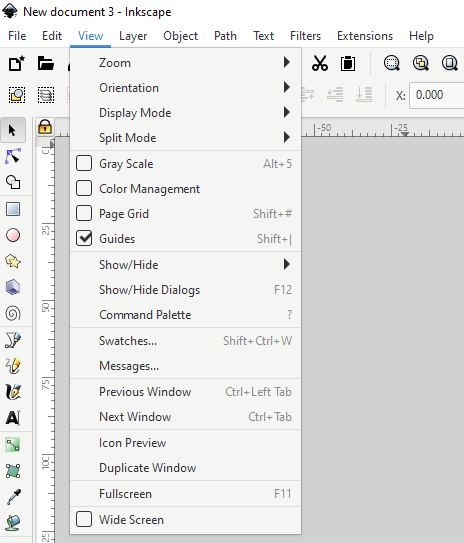 New document 3 - Inkscape
File Edit View Layer Object Path Text Filters Extensions Help
X: 0.000
-50 -25
Zoom
Orientation
Display Mode
Split Mode
Gray Scale Alt+5
Color Management
Page Grid Shift+#
Guides Shift+|
Show/Hide
Show/Hide Dialogs F12
Command Palette ?
Swatches... Shift+Ctrl+W
Messages...
Previous Window Ctrl+Left Tab
Next Window Ctrl+Tab
Icon Preview
Duplicate Window
Fullscreen F11
Wide Screen
0
25
50
75
100